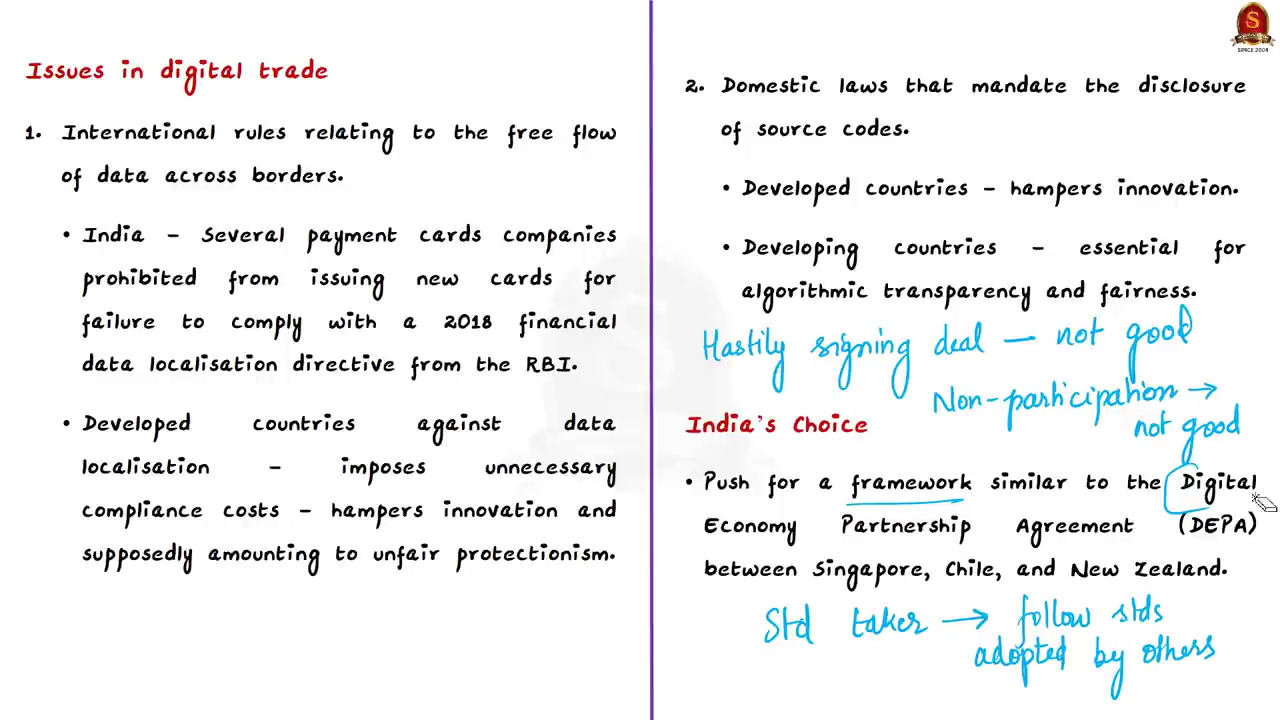 Issues in digital trade
1. International rules relating to the free flow
of data across borders.
• India – Several payment cards companies
prohibited from issuing new cards for
failure to comply with a 2018 financial
data localisation directive from the RBI.
• Developed countries against data
localisation – imposes unnecessary
compliance costs – hampers innovation and
supposedly amounting to unfair protectionism.
S
SINCE 2004
2. Domestic laws that mandate the disclosure
of source codes.
• Developed countries – hampers innovation.
• Developing countries – essential for
algorithmic transparency and fairness.
Hastily signing deal — not good
Non-participation →
not good
India's Choice
• Push for a framework similar to the Digital
Economy Partnership Agreement (DEPA)
between Singapore, Chile, and New Zealand.
Std taker → follow stds
adopted by others